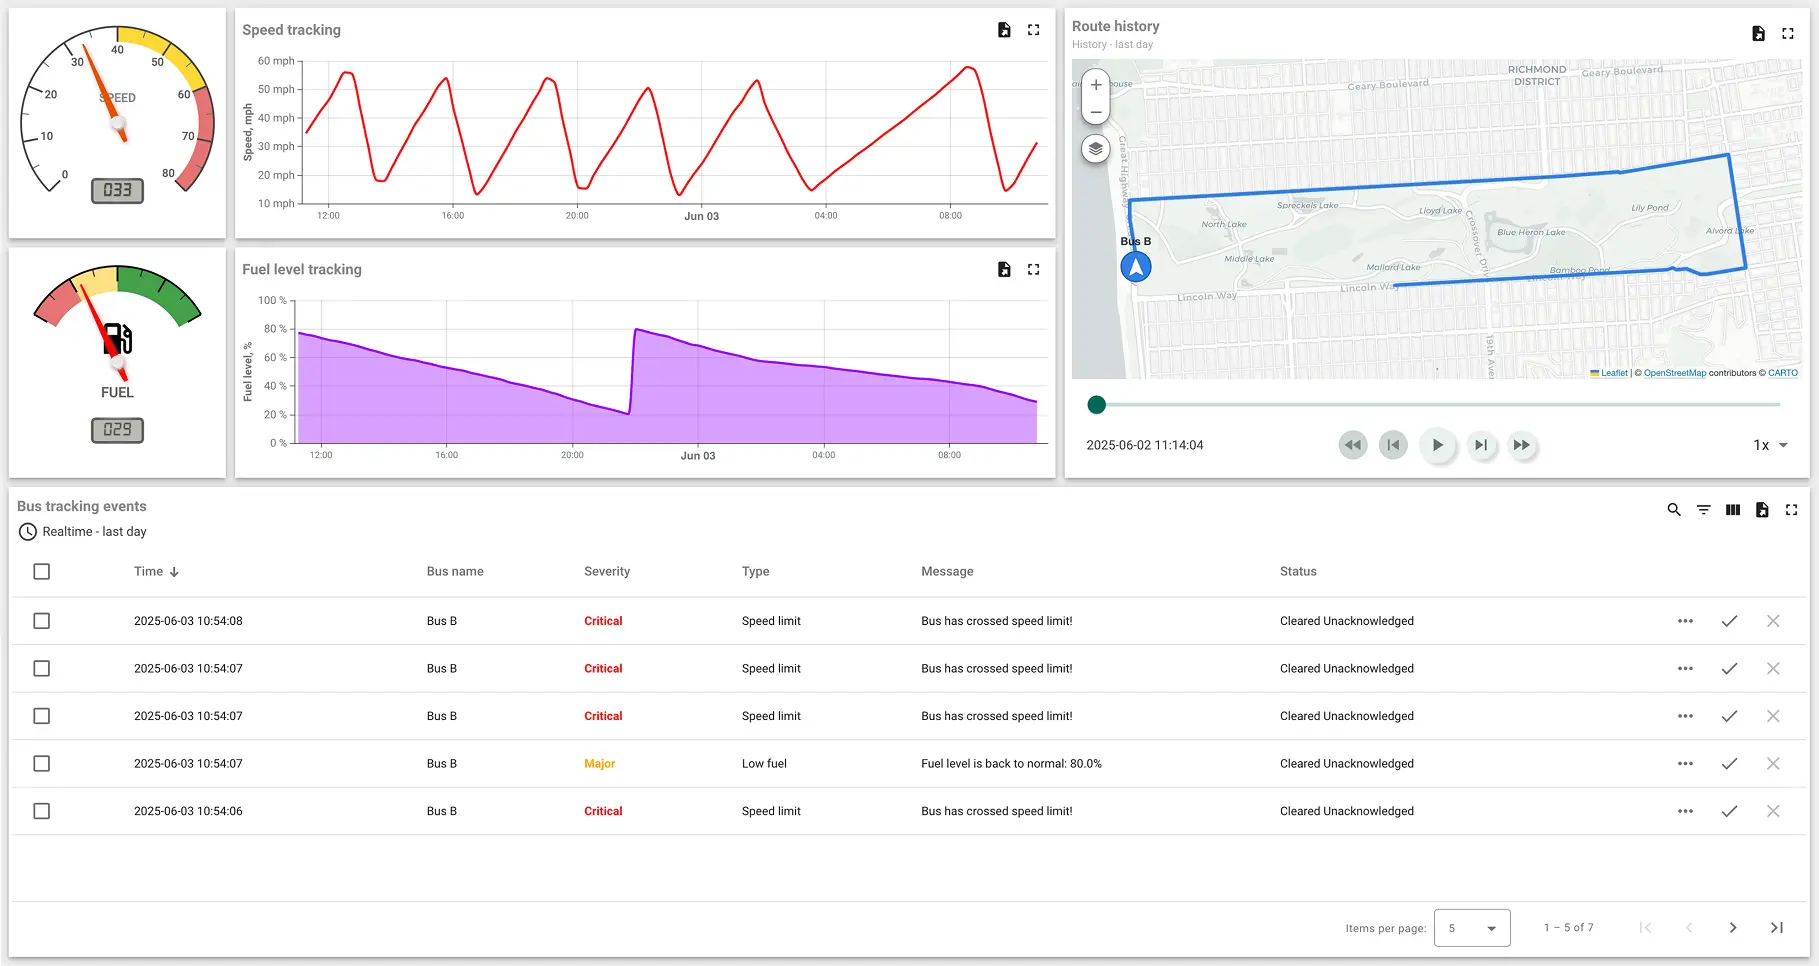 0
10
20
30
40
50
60
70
80
SPEED
033
FUEL
029
Speed tracking
Speed, mph
60 mph
50 mph
40 mph
30 mph
20 mph
10 mph
12:00 16:00 20:00 Jun 03 04:00 08:00
Fuel level tracking
Fuel level, %
100 %
80 %
60 %
40 %
20 %
0 %
12:00 16:00 20:00 Jun 03 04:00 08:00
Route history
History - last day
+
−
RICHMOND
DISTRICT
Geary Boulevard
Geary Boulevard
Great Highway
Spreckels Lake
Lloyd Lake
Lily Pond
North Lake
Blue Heron Lake
Alvord Lake
Bus B
Crossover Drive
Middle Lake
Mallard Lake
Bamboo Pond
Lincoln Way
Lincoln Way
Lincoln Way
19th Ave
Leaflet | © OpenStreetMap contributors © CARTO
2025-06-02 11:14:04
1x
Bus tracking events
Realtime - last day
Time Bus name Severity Type Message Status
2025-06-03 10:54:08 Bus B Critical Speed limit Bus has crossed speed limit! Cleared Unacknowledged
2025-06-03 10:54:07 Bus B Critical Speed limit Bus has crossed speed limit! Cleared Unacknowledged
2025-06-03 10:54:07 Bus B Critical Speed limit Bus has crossed speed limit! Cleared Unacknowledged
2025-06-03 10:54:07 Bus B Major Low fuel Fuel level is back to normal: 80.0% Cleared Unacknowledged
2025-06-03 10:54:06 Bus B Critical Speed limit Bus has crossed speed limit! Cleared Unacknowledged
Items per page: 5 1 – 5 of 7